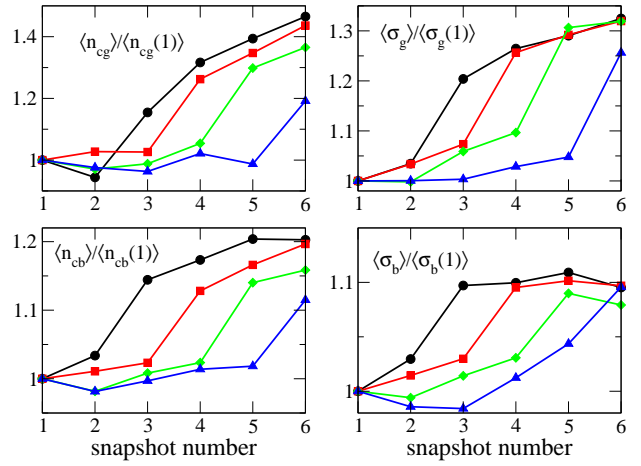 ⟨n_cg⟩/⟨n_cg(1)⟩
1.4
1.2
1
1 2 3 4 5 6
⟨σ_g⟩/⟨σ_g(1)⟩
1.3
1.2
1.1
1
1 2 3 4 5 6
⟨n_cb⟩/⟨n_cb(1)⟩
1.2
1.1
1
1 2 3 4 5 6
snapshot number
⟨σ_b⟩/⟨σ_b(1)⟩
1.1
1
1 2 3 4 5 6
snapshot number